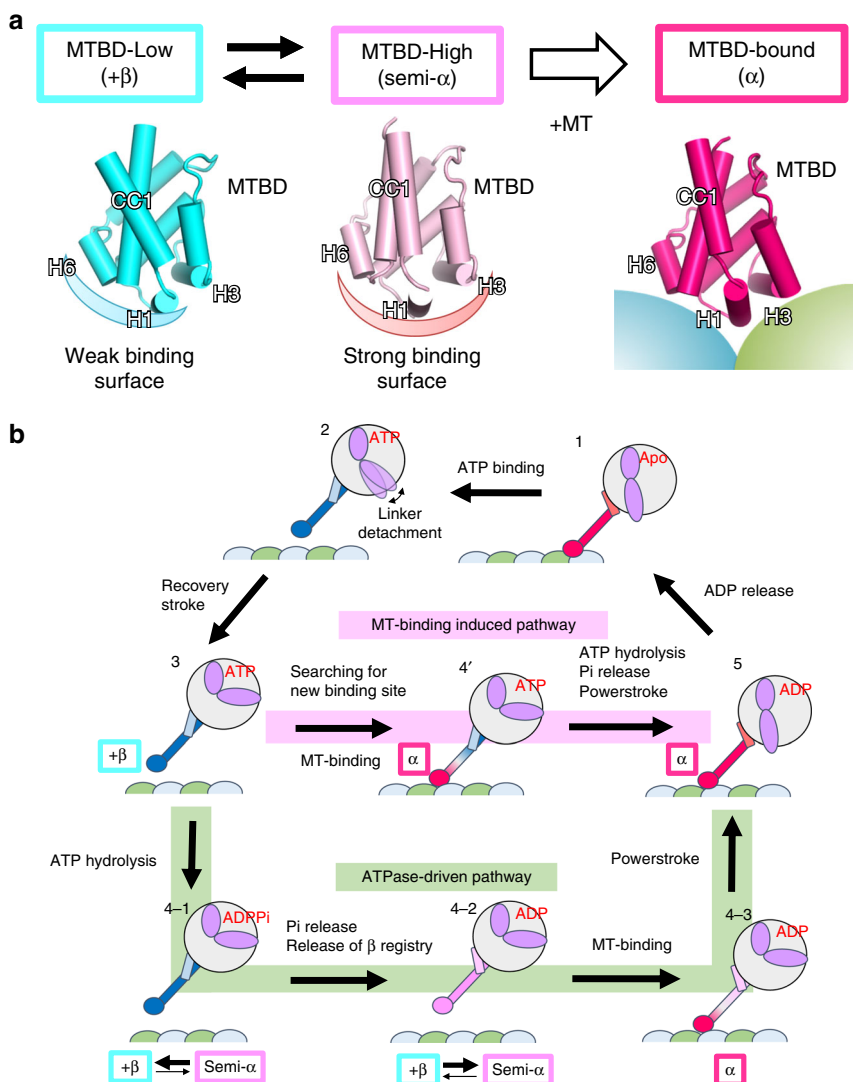 a
MTBD-Low
(+β)
MTBD-High
(semi-α)
MTBD-bound
(α)
+MT
CC1
MTBD
H6
H1
H3
Weak binding
surface
CC1
MTBD
H6
H1
H3
Strong binding
surface
CC1
MTBD
H6
H1
H3
b
2
ATP
Linker
detachment
ATP binding
1
Apo
Recovery
stroke
ADP release
MT-binding induced pathway
3
ATP
+β
Searching for
new binding site
MT-binding
4′
ATP
α
ATP hydrolysis
Pi release
Powerstroke
5
ADP
α
ATP hydrolysis
ATPase-driven pathway
Powerstroke
4–1
ADPPi
Pi release
Release of β registry
4–2
ADP
MT-binding
4–3
ADP
+β
Semi-α
+β
Semi-α
α